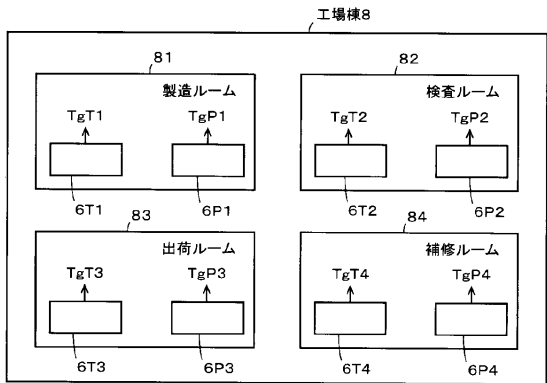 工場棟8
81
製造ルーム
TgT1
TgP1
6T1
6P1
82
検査ルーム
TgT2
TgP2
6T2
6P2
83
出荷ルーム
TgT3
TgP3
6T3
6P3
84
補修ルーム
TgT4
TgP4
6T4
6P4